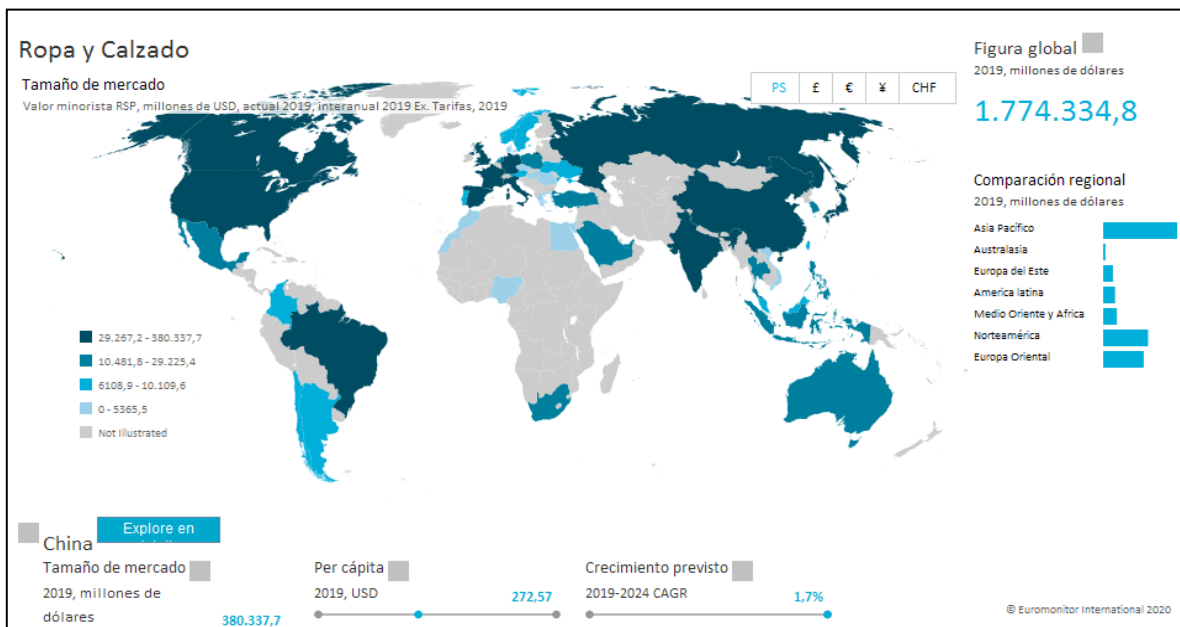 Ropa y Calzado
Tamaño de mercado
Valor minorista RSP, millones de USD, actual 2019, interanual 2019 Ex. Tarifas, 2019
PS £ € ¥ CHF
29.267,2 - 380.337,7
10.481,8 - 29.225,4
6108,9 - 10.109,6
0 - 5365,5
Not Illustrated
Figura global
2019, millones de dólares
1.774.334,8
Comparación regional
2019, millones de dólares
Asia Pacífico
Australasia
Europa del Este
America latina
Medio Oriente y Africa
Norteamérica
Europa Oriental
Explore en
China
Tamaño de mercado
2019, millones de
dólares
380.337,7
Per cápita
2019, USD
272,57
Crecimiento previsto
2019-2024 CAGR
1,7%
© Euromonitor International 2020